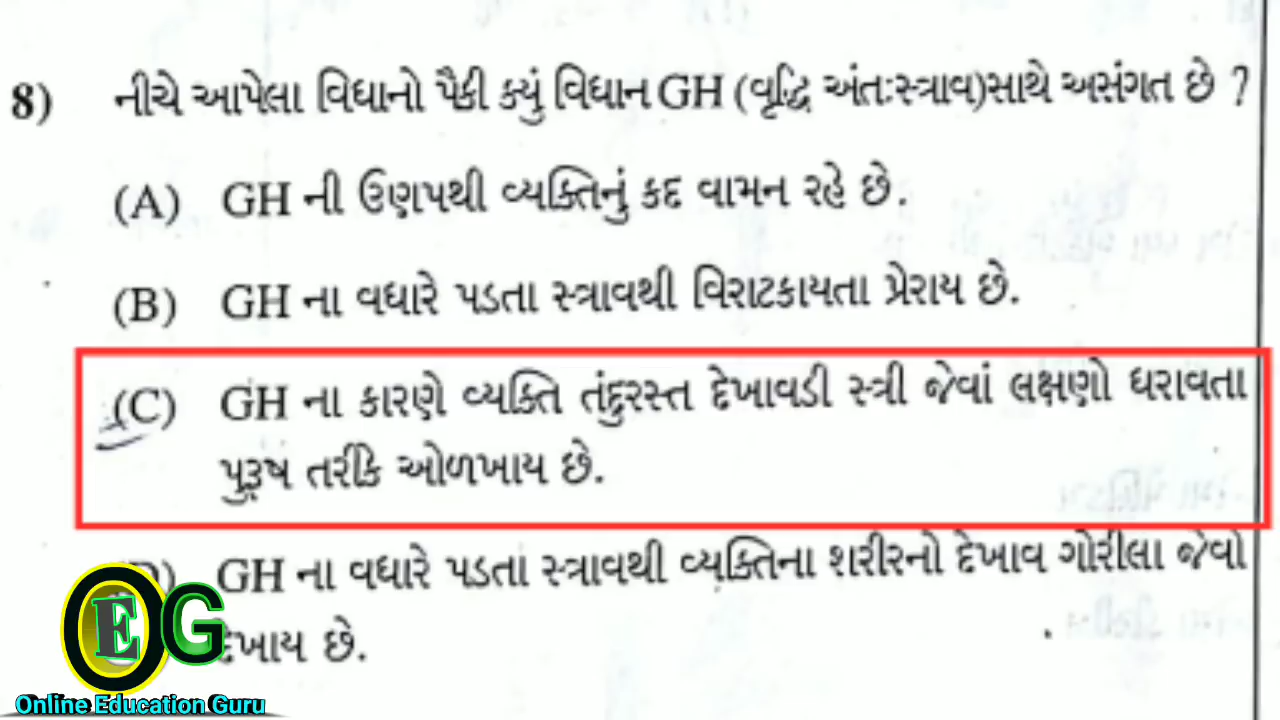 8) નીચે આપેલા વિધાનો પૈકી ક્યું વિધાન GH (વૃદ્ધિ અંતઃસ્ત્રાવ)સાથે અસંગત છે ?
(A) GH ની ઉણપથી વ્યક્તિનું કદ વામન રહે છે.
(B) GH ના વધારે પડતા સ્ત્રાવથી વિરાટકાયતા પ્રેરાય છે.
(C) GH ના કારણે વ્યક્તિ તંદુરસ્ત દેખાવડી સ્ત્રી જેવાં લક્ષણો ધરાવતા
પુરૂષ તરીકે ઓળખાય છે.
GH ના વધારે પડતા સ્ત્રાવથી વ્યક્તિના શરીરનો દેખાવ ગોરીલા જેવો
દેખાય છે.
OEG
Online Education Guru